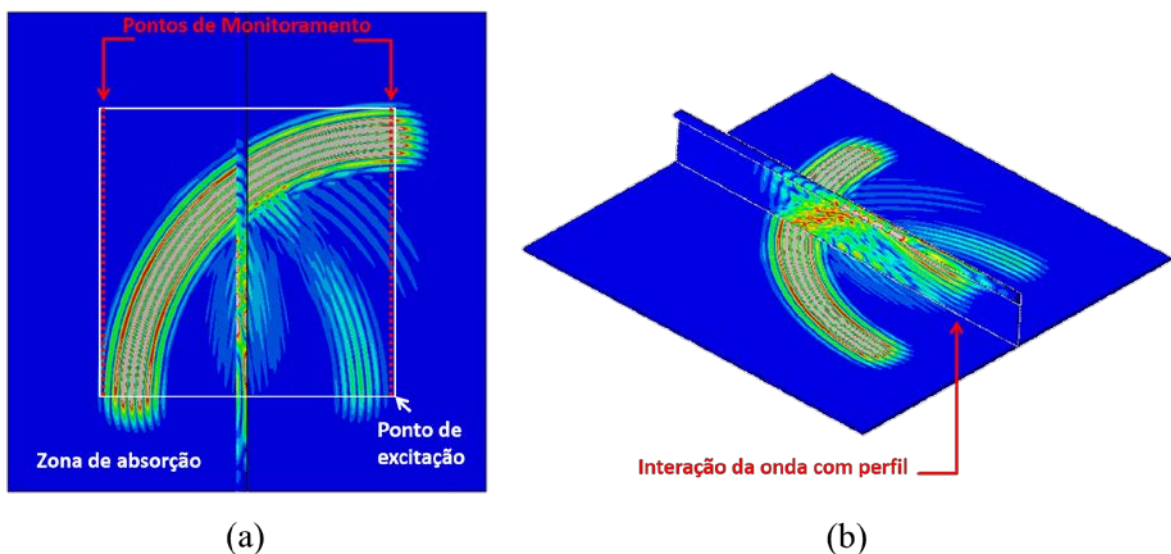 Pontos de Monitoramento
Zona de absorção
Ponto de
excitação
Interação da onda com perfil
(a)
(b)